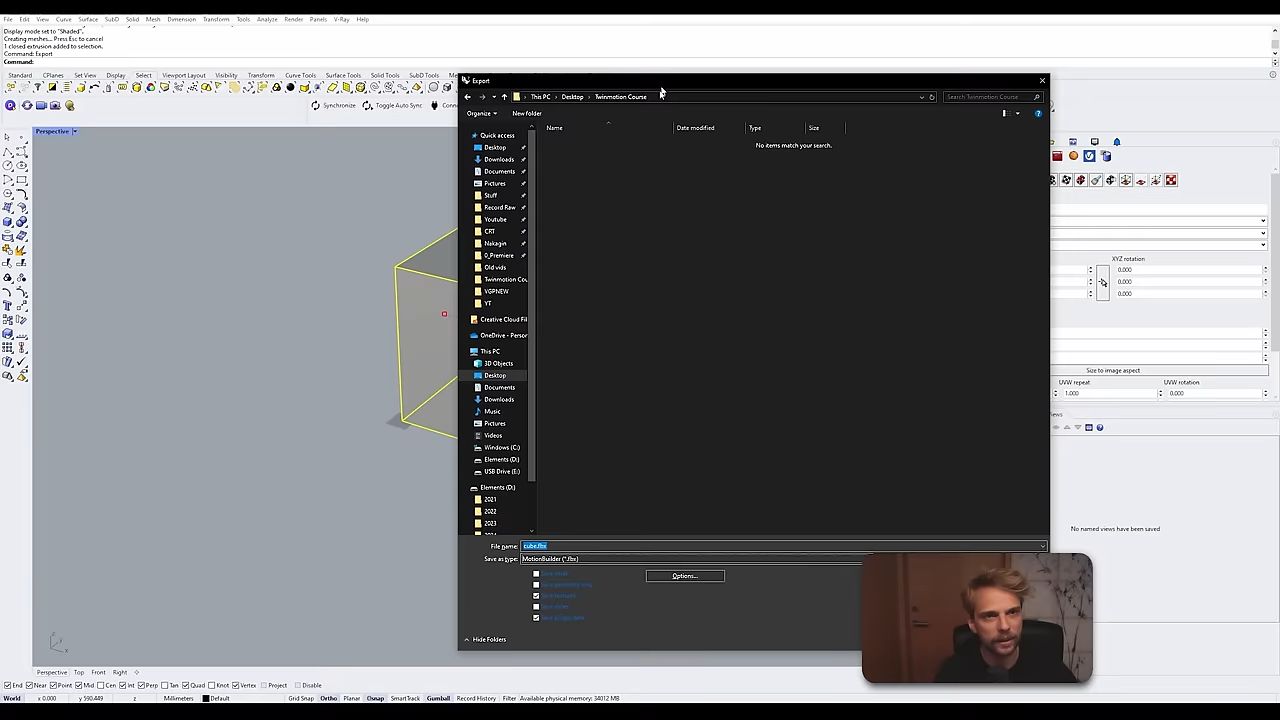 File Edit View Curve Surface SubD Solid Mesh Dimension Transform Tools Analyze Render Panels V-Ray Help
Display mode set to "Shaded".
Creating meshes... Press Esc to cancel
1 closed extrusion added to selection.
Command: Export
Command:
Standard CPlanes Set View Display Select Viewport Layout Visibility Transform Curve Tools Surface Tools Solid Tools SubD Tools
Synchronize Toggle Auto Sync
Perspective
Export
This PC › Desktop › Twinmotion Course
Search Twinmotion Course
Organize New folder
Name Date modified Type Size
No items match your search.
Quick access
Desktop
Downloads
Documents
Pictures
Stuff
Record Raw
Youtube
CRT
Nakagin
0_Premiere
Old vids
Twinmotion Cou
VGPNEW
YT
Creative Cloud Fil
OneDrive - Person
This PC
3D Objects
Desktop
Documents
Downloads
Music
Pictures
Videos
Windows (C:)
Elements (D:)
USB Drive (E:)
Elements (D:)
2021
2022
2023
File name: cube.fbx
Save as type: MotionBuilder (*.fbx)
Options...
Hide Folders
XYZ rotation
0.000
0.000
0.000
Size to image aspect
UVW repeat UVW rotation
1.000 0.000
No named views have been saved
Perspective Top Front Right
End Near Point Mid Cen Int Perp Tan Quad Knot Vertex Project Disable
World x 0.000 y 590.449 z Millimeters Default Grid Snap Ortho Planar Osnap SmartTrack Gumball Record History Filter Available physical memory: 34012 MB